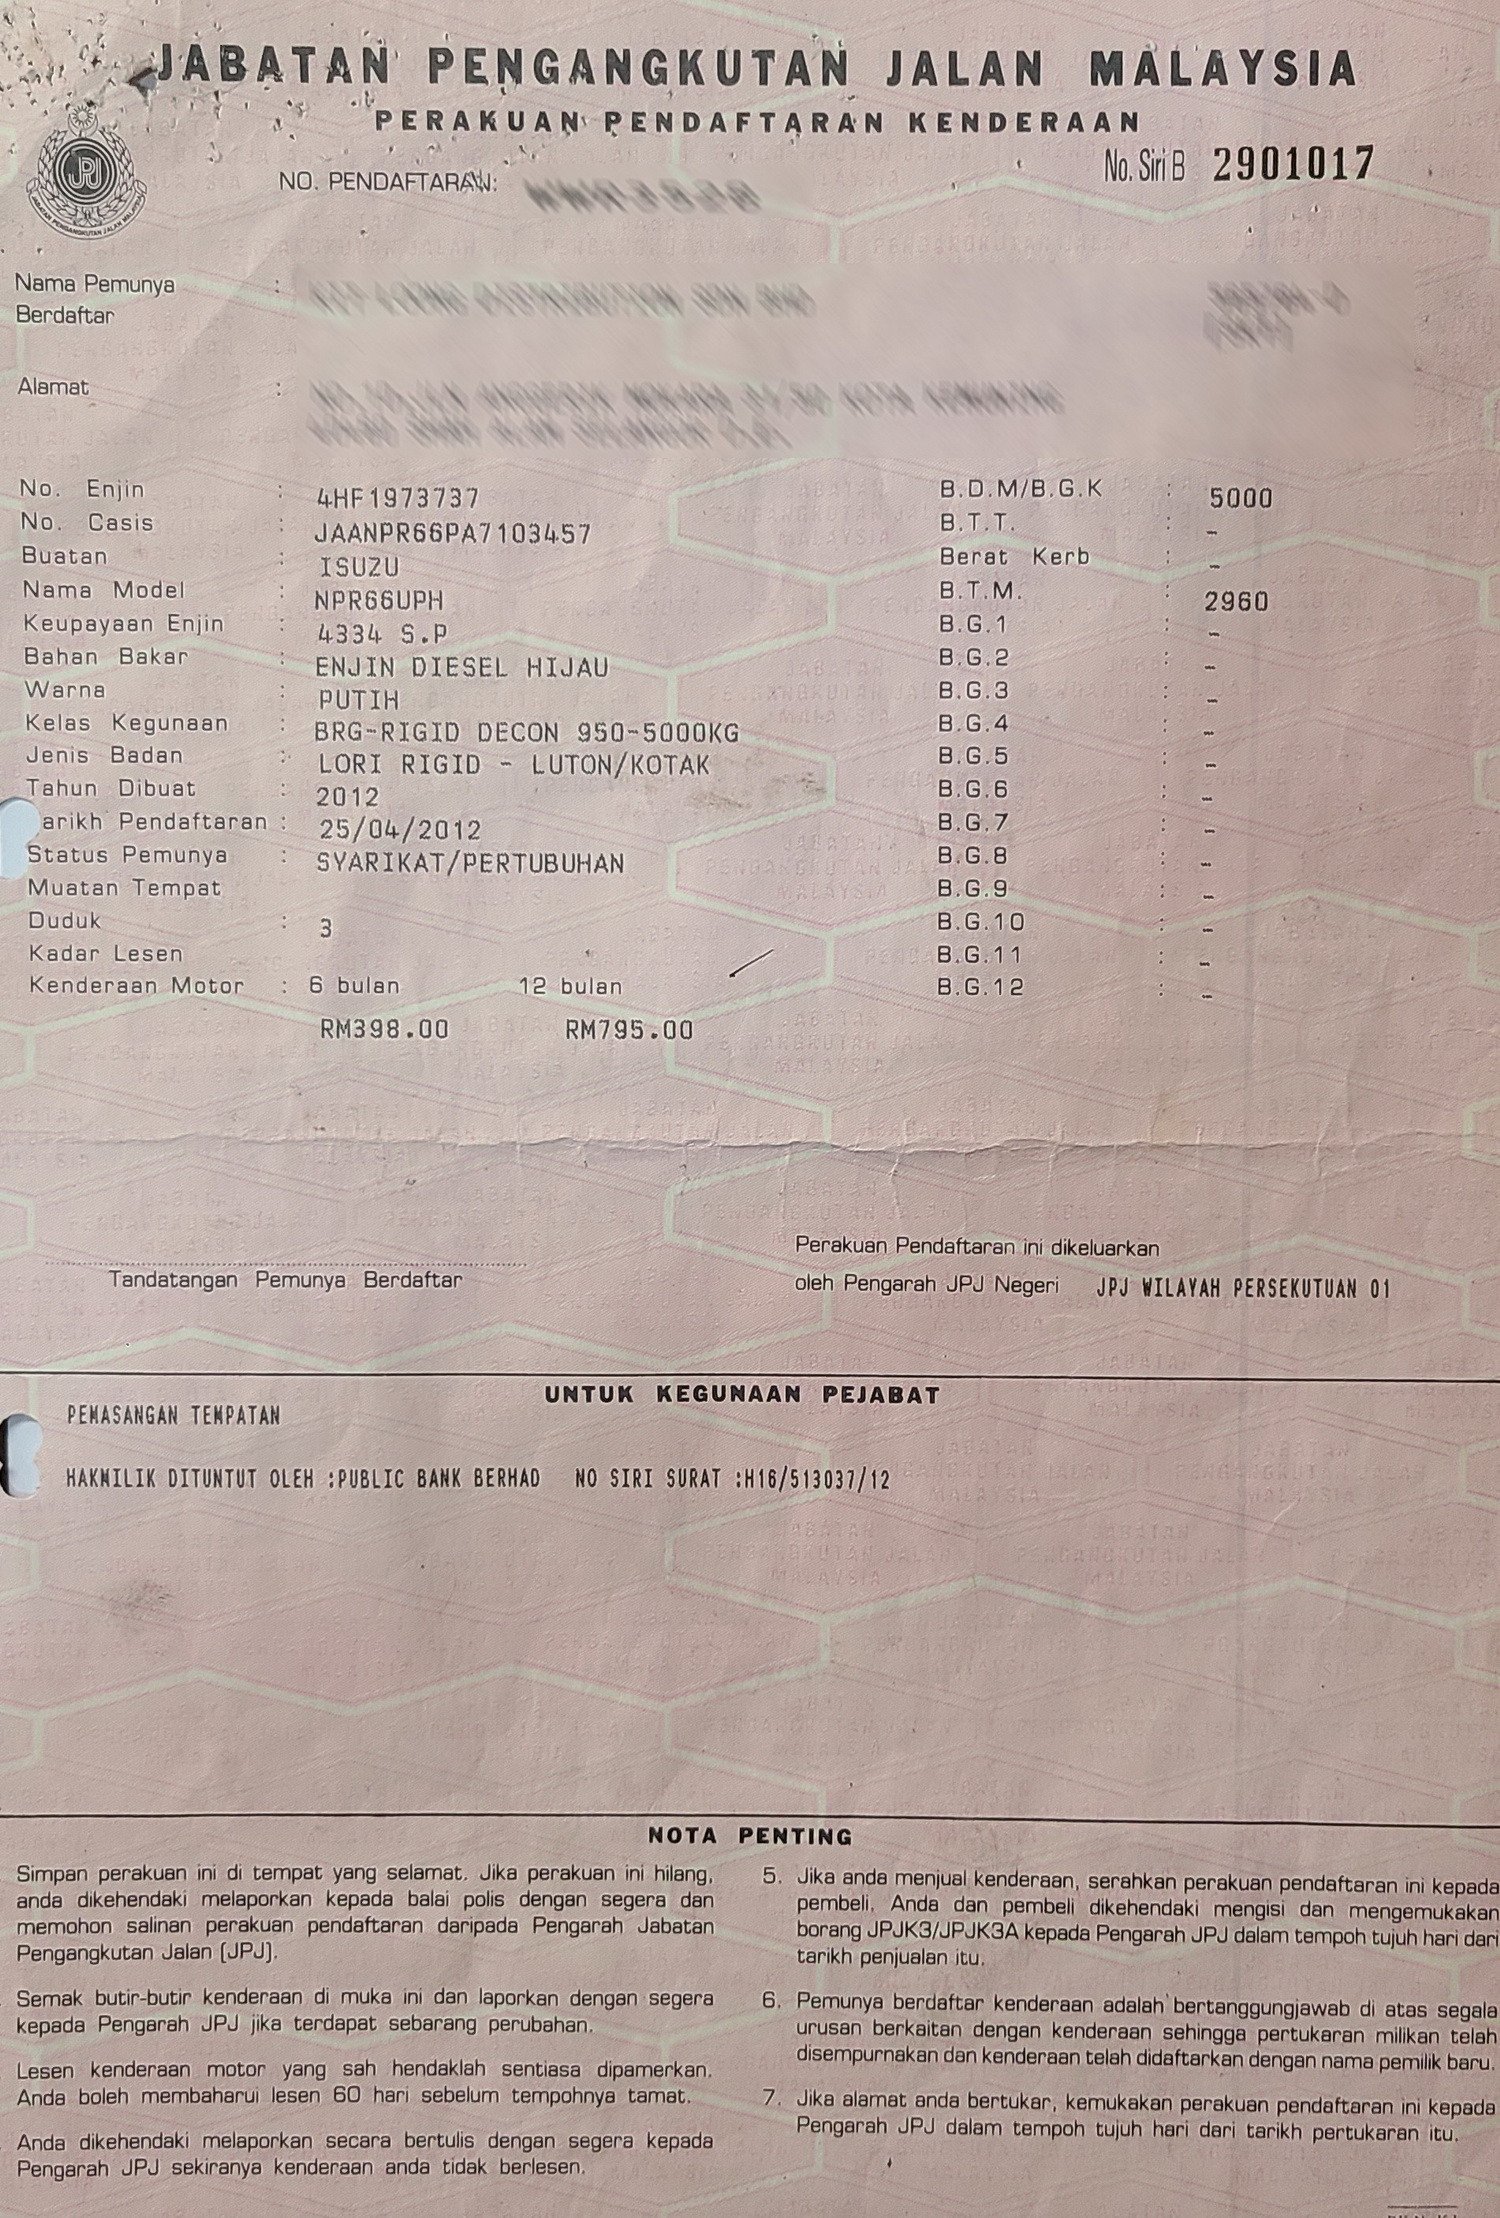 JABATAN PENGANGKUTAN JALAN MALAYSIA
PERAKUAN PENDAFTARAN KENDERAAN
No. Siri B 2901017
JPJ
JABATAN PENGANGKUTAN JALAN MALAYSIA
NO. PENDAFTARAN:
Nama Pemunya :
Berdaftar
Alamat :
No. Enjin : 4HF1973737 B.D.M/B.G.K : 5000
No. Casis : JAANPR66PA7103457 B.T.T. : -
Buatan : ISUZU Berat Kerb : -
Nama Model : NPR66UPH B.T.M. : 2960
Keupayaan Enjin : 4334 S.P B.G.1 : -
Bahan Bakar : ENJIN DIESEL HIJAU B.G.2 : -
Warna : PUTIH B.G.3 : -
Kelas Kegunaan : BRG-RIGID DECON 950-5000KG B.G.4 : -
Jenis Badan : LORI RIGID - LUTON/KOTAK B.G.5 : -
Tahun Dibuat : 2012 B.G.6 : -
arikh Pendaftaran : 25/04/2012 B.G.7 : -
Status Pemunya : SYARIKAT/PERTUBUHAN B.G.8 : -
Muatan Tempat B.G.9 : -
Duduk : 3 B.G.10 : -
Kadar Lesen B.G.11 : -
Kenderaan Motor : 6 bulan 12 bulan B.G.12 : -
RM398.00 RM795.00
Perakuan Pendaftaran ini dikeluarkan
Tandatangan Pemunya Berdaftar oleh Pengarah JPJ Negeri JPJ WILAYAH PERSEKUTUAN 01
UNTUK KEGUNAAN PEJABAT
PEMASANGAN TEMPATAN
HAKMILIK DITUNTUT OLEH :PUBLIC BANK BERHAD NO SIRI SURAT :H16/513037/12
NOTA PENTING
Simpan perakuan ini di tempat yang selamat. Jika perakuan ini hilang,
anda dikehendaki melaporkan kepada balai polis dengan segera dan
memohon salinan perakuan pendaftaran daripada Pengarah Jabatan
Pengangkutan Jalan (JPJ).
Semak butir-butir kenderaan di muka ini dan laporkan dengan segera
kepada Pengarah JPJ jika terdapat sebarang perubahan.
Lesen kenderaan motor yang sah hendaklah sentiasa dipamerkan.
Anda boleh membaharui lesen 60 hari sebelum tempohnya tamat.
Anda dikehendaki melaporkan secara bertulis dengan segera kepada
Pengarah JPJ sekiranya kenderaan anda tidak berlesen.
5. Jika anda menjual kenderaan, serahkan perakuan pendaftaran ini kepada
pembeli. Anda dan pembeli dikehendaki mengisi dan mengemukakan
borang JPJK3/JPJK3A kepada Pengarah JPJ dalam tempoh tujuh hari dari
tarikh penjualan itu.
6. Pemunya berdaftar kenderaan adalah bertanggungjawab di atas segala
urusan berkaitan dengan kenderaan sehingga pertukaran milikan telah
disempurnakan dan kenderaan telah didaftarkan dengan nama pemilik baru.
7. Jika alamat anda bertukar, kemukakan perakuan pendaftaran ini kepada
Pengarah JPJ dalam tempoh tujuh hari dari tarikh pertukaran itu.